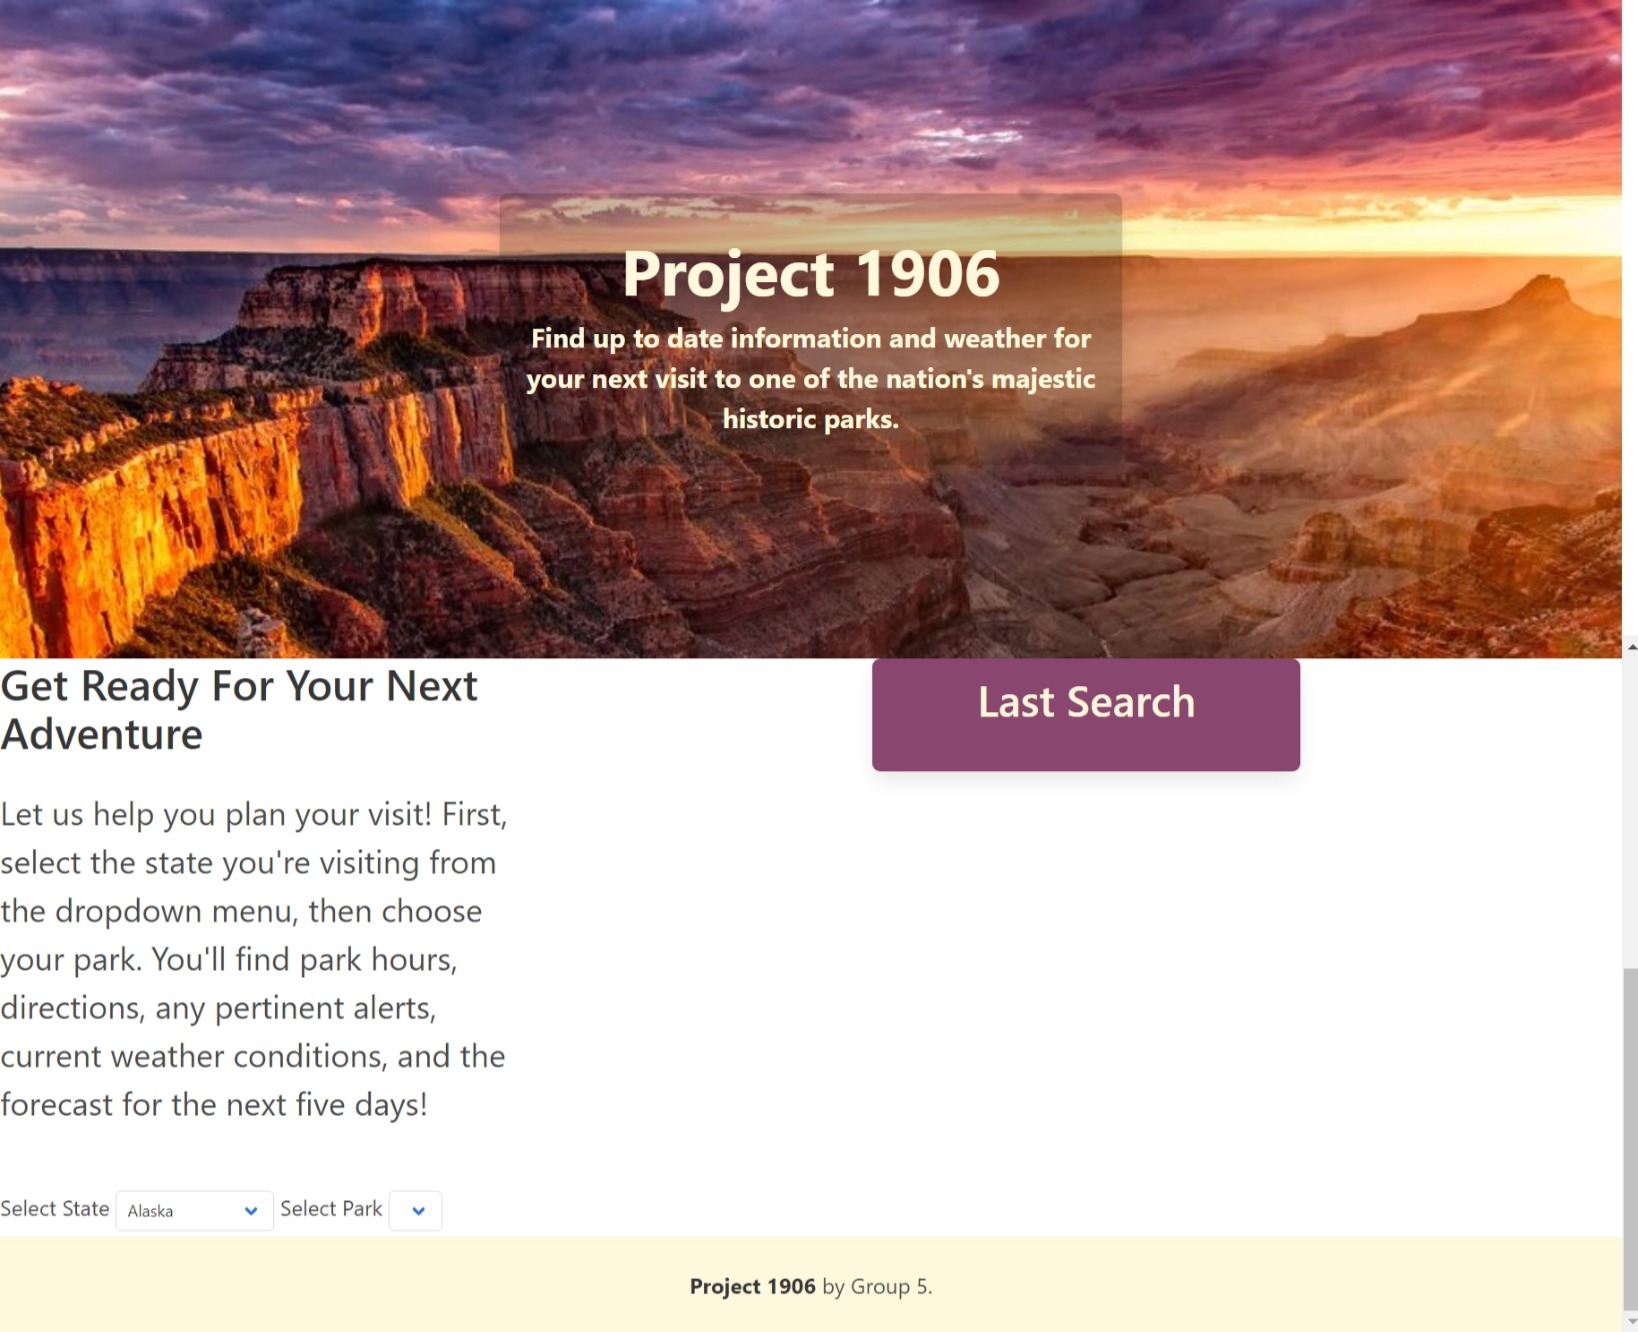 Project 1906
Find up to date information and weather for
your next visit to one of the nation's majestic
historic parks.
Get Ready For Your Next
Adventure
Last Search
Let us help you plan your visit! First,
select the state you're visiting from
the dropdown menu, then choose
your park. You'll find park hours,
directions, any pertinent alerts,
current weather conditions, and the
forecast for the next five days!
Select State Alaska Select Park
Project 1906 by Group 5.